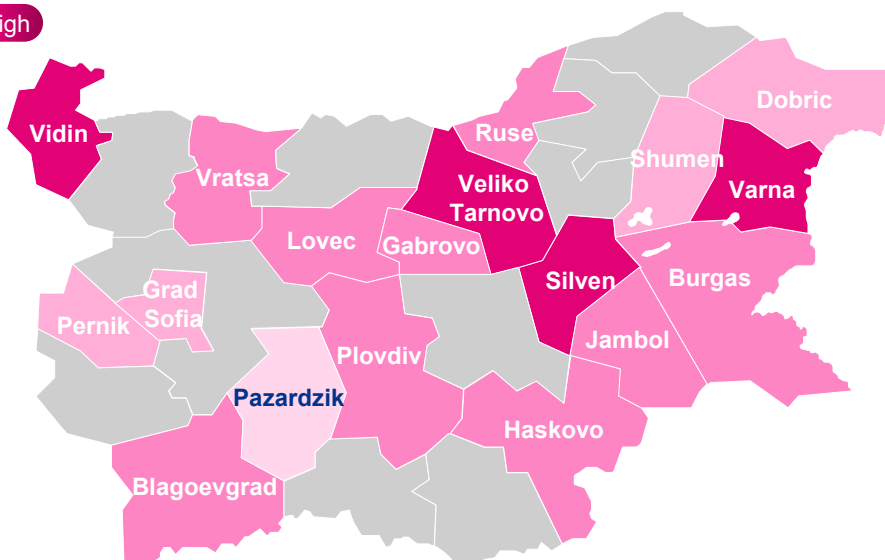 igh
Vidin
Vratsa
Ruse
Dobric
Shumen
Varna
Veliko
Tarnovo
Lovec
Gabrovo
Silven
Burgas
Grad
Sofia
Pernik
Jambol
Plovdiv
Pazardzik
Haskovo
Blagoevgrad